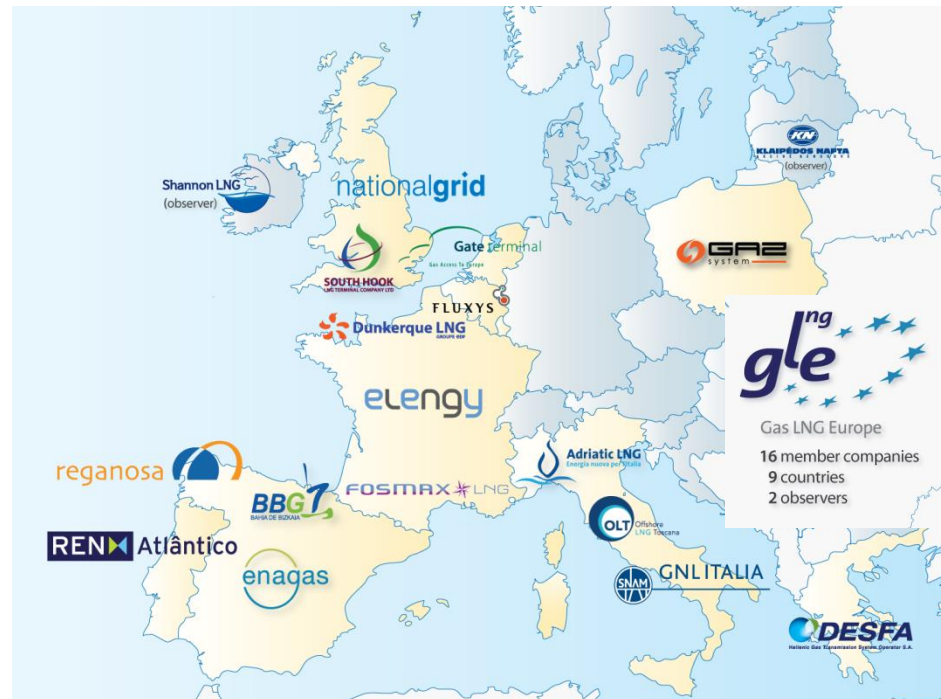 Shannon LNG
(observer)
nationalgrid
SOUTH HOOK
LNG TERMINAL COMPANY LTD
Gate terminal
Gas Access To Europe
FLUXYS
Dunkerque LNG
GROUPE EDF
elengy
KN
KLAIPĖDOS NAFTA
(observer)
GAZ
system
gle
lng
Gas LNG Europe
16 member companies
9 countries
2 observers
reganosa
BBG
BAHIA DE BIZKAIA
FOSMAX LNG
Adriatic LNG
Energia nuova per l'Italia
REN Atlântico
enagas
OLT Offshore
LNG Toscana
SNAM
GNL ITALIA
DESFA
Hellenic Gas Transmission System Operator S.A.